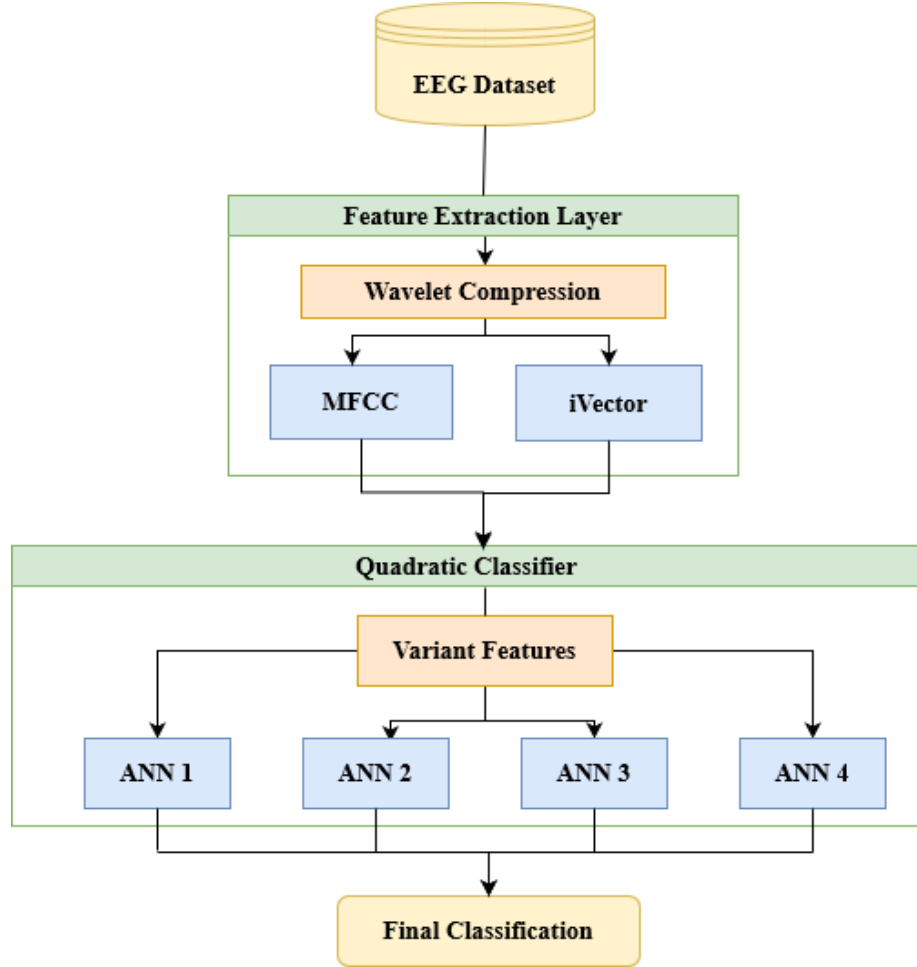 EEG Dataset
Feature Extraction Layer
Wavelet Compression
MFCC
iVector
Quadratic Classifier
Variant Features
ANN 1
ANN 2
ANN 3
ANN 4
Final Classification